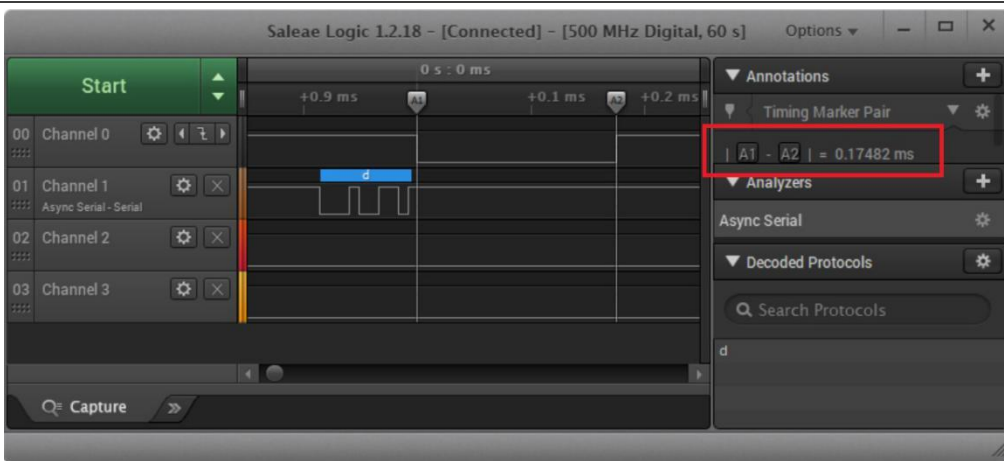 Saleae Logic 1.2.18 - [Connected] - [500 MHz Digital, 60 s]
Options
Start
0 s : 0 ms
+0.9 ms
A1
+0.1 ms
A2
+0.2 ms
00 Channel 0
01 Channel 1
Async Serial - Serial
d
02 Channel 2
03 Channel 3
Capture
Annotations
Timing Marker Pair
| A1 - A2 | = 0.17482 ms
Analyzers
Async Serial
Decoded Protocols
Search Protocols
d